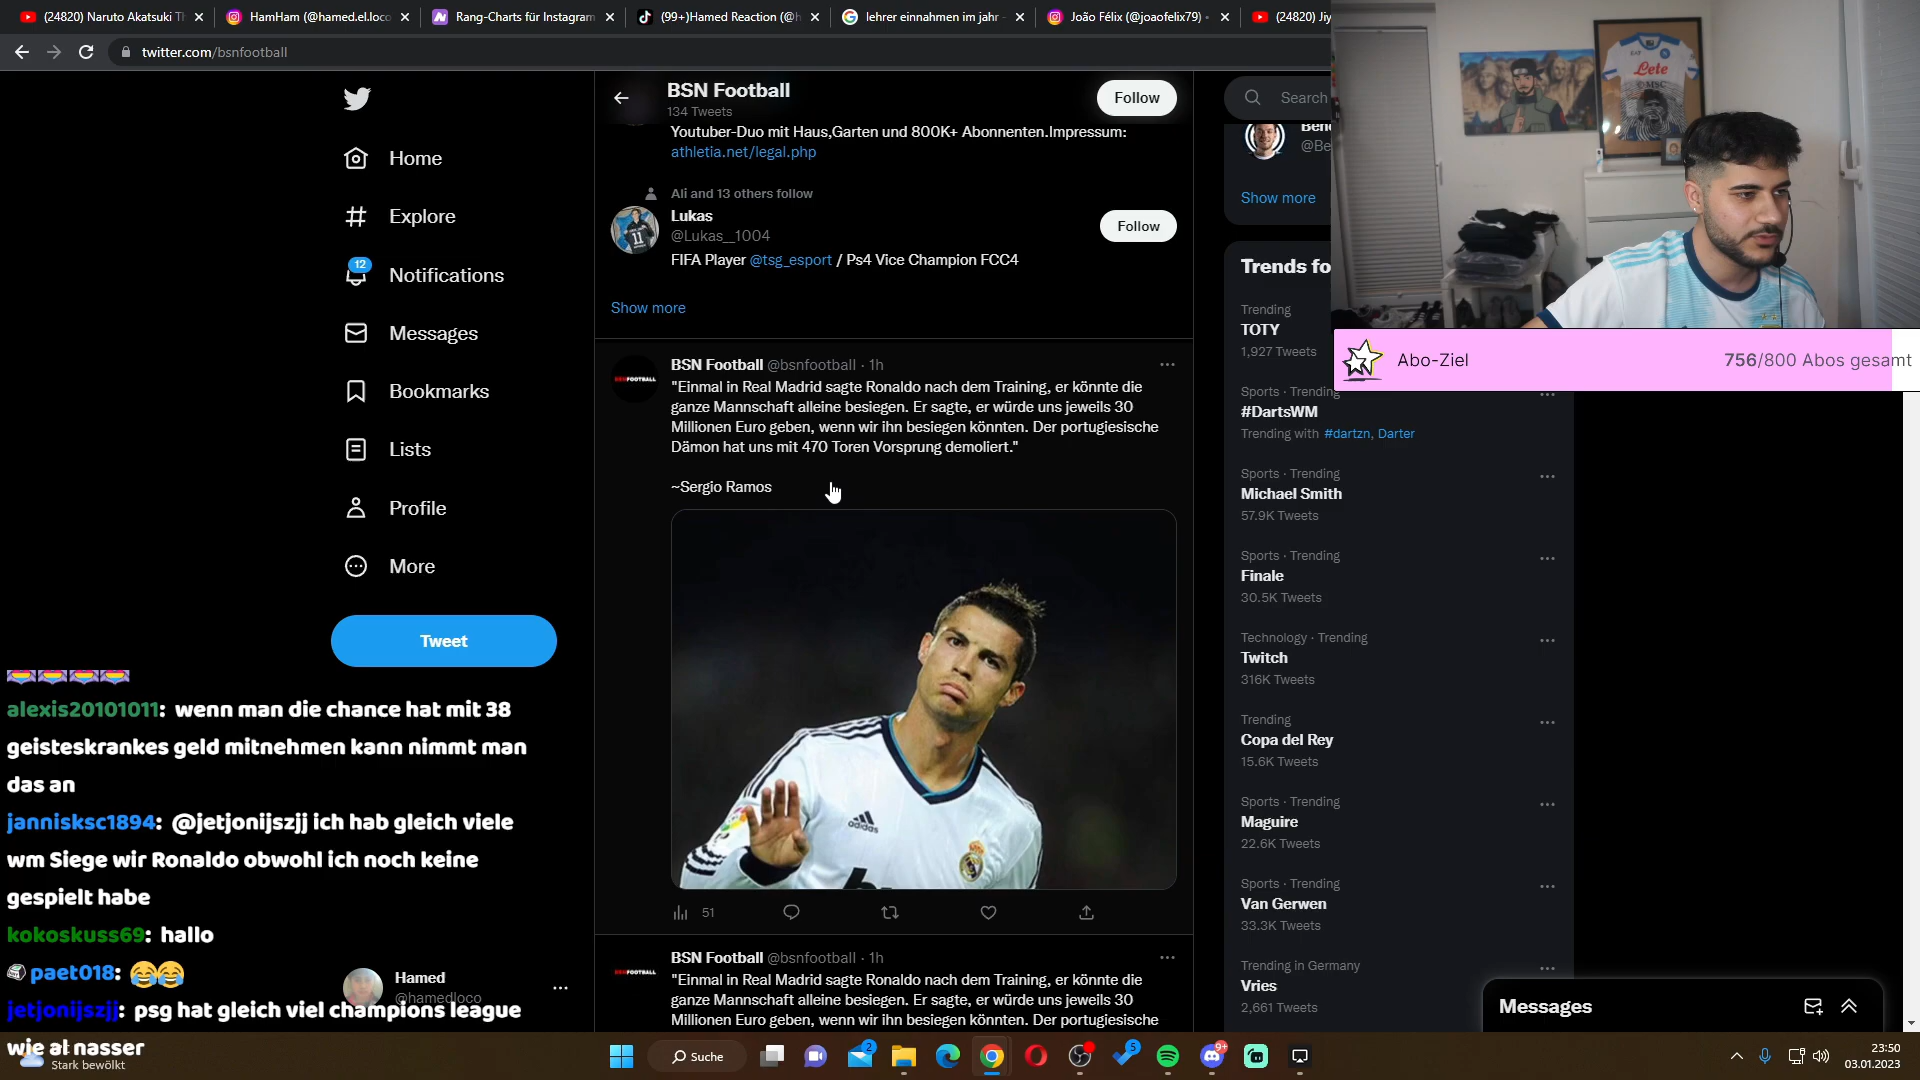 (24820) Naruto Akatsuki Th
HamHam (@hamed.el.loco
Rang-Charts für Instagram
(99+)Hamed Reaction (@h
lehrer einnahmen im jahr -
João Félix (@joaofelix79) •
(24820) Jiy
twitter.com/bsnfootball
BSN Football
134 Tweets
Follow
Youtuber-Duo mit Haus,Garten und 800K+ Abonnenten.Impressum:
athletia.net/legal.php
Ali and 13 others follow
Lukas
@Lukas__1004
Follow
FIFA Player @tsg_esport / Ps4 Vice Champion FCC4
Show more
Home
Explore
12
Notifications
Messages
Bookmarks
Lists
Profile
More
Tweet
BSN Football @bsnfootball · 1h
BSNFOOTBALL
"Einmal in Real Madrid sagte Ronaldo nach dem Training, er könnte die
ganze Mannschaft alleine besiegen. Er sagte, er würde uns jeweils 30
Millionen Euro geben, wenn wir ihn besiegen könnten. Der portugiesische
Dämon hat uns mit 470 Toren Vorsprung demoliert."
~Sergio Ramos
adidas
51
BSN Football @bsnfootball · 1h
BSNFOOTBALL
"Einmal in Real Madrid sagte Ronaldo nach dem Training, er könnte die
ganze Mannschaft alleine besiegen. Er sagte, er würde uns jeweils 30
Millionen Euro geben, wenn wir ihn besiegen könnten. Der portugiesische
Search
@Be
Show more
Trends fo
Trending
TOTY
1,927 Tweets
Sports · Trending
#DartsWM
Trending with #dartzn, Darter
Sports · Trending
Michael Smith
57.9K Tweets
Sports · Trending
Finale
30.5K Tweets
Technology · Trending
Twitch
316K Tweets
Trending
Copa del Rey
15.6K Tweets
Sports · Trending
Maguire
22.6K Tweets
Sports · Trending
Van Gerwen
33.3K Tweets
Trending in Germany
Vries
2,661 Tweets
Messages
Lete
MSC
Abo-Ziel
756/800 Abos gesamt
alexis20101011: wenn man die chance hat mit 38
geisteskrankes geld mitnehmen kann nimmt man
das an
jannisksc1894: @jetjonijszjj ich hab gleich viele
wm Siege wir Ronaldo obwohl ich noch keine
gespielt habe
kokoskuss69: hallo
paet018: 😂😂
jetjonijszjj: psg hat gleich viel champions league
wie al nasser
Hamed
@hamedloco
Stark bewölkt
Suche
2
5
9+
23:50
03.01.2023